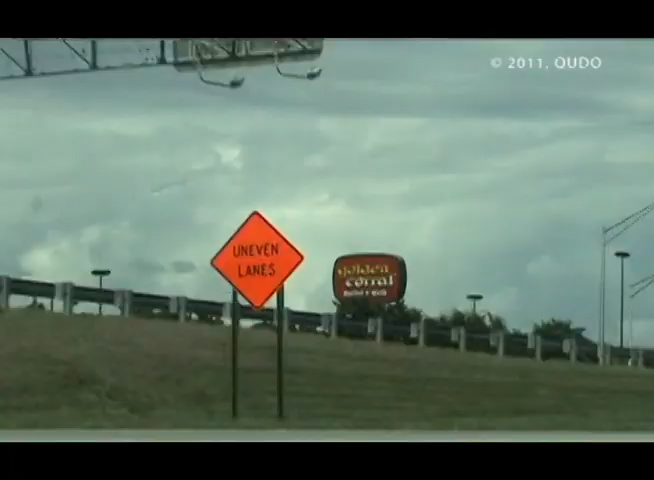 © 2011, OUDO
UNEVEN
LANES
golden
corral